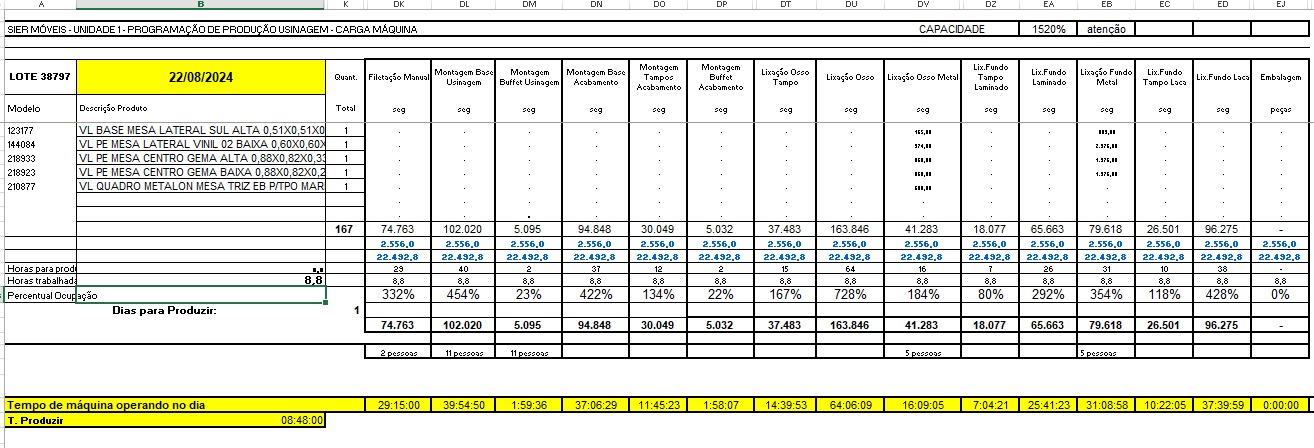 A B K DK DL DM DN DO DP DT DU DV DZ EA EB EC ED EJ
SIER MÓVEIS - UNIDADE 1 - PROGRAMAÇÃO DE PRODUÇÃO USINAGEM - CARGA MÁQUINA CAPACIDADE 1520% atenção
LOTE 38797 22/08/2024 Quant. Filetação Manual Montagem Base Usinagem Montagem Buffet Usinagem Montagem Base Acabamento Montagem Tampos Acabamento Montagem Buffet Acabamento Lixação Osso Tampo Lixação Osso Lixação Osso Metal Lix.Fundo Tampo Laminado Lix.Fundo Laminado Lixação Fundo Metal Lix.Fundo Tampo Laca Lix.Fundo Laca Embalagem
Modelo Descrição Produto Total seg seg seg seg seg seg seg seg seg seg seg seg seg seg peças
123177 VL BASE MESA LATERAL SUL ALTA 0,51X0,51X0 1
144084 VL PE MESA LATERAL VINIL 02 BAIXA 0,60X0,60X 1
218933 VL PE MESA CENTRO GEMA ALTA 0,88X0,82X0,33 1
218923 VL PE MESA CENTRO GEMA BAIXA 0,88X0,82X0,2 1
210877 VL QUADRO METALON MESA TRIZ EB P/TPO MAR 1
167 74.763 102.020 5.095 94.848 30.049 5.032 37.483 163.846 41.283 18.077 65.663 79.618 26.501 96.275 -
2.556,0 2.556,0 2.556,0 2.556,0 2.556,0 2.556,0 2.556,0 2.556,0 2.556,0 2.556,0 2.556,0 2.556,0 2.556,0 2.556,0 2.556,0
22.492,8 22.492,8 22.492,8 22.492,8 22.492,8 22.492,8 22.492,8 22.492,8 22.492,8 22.492,8 22.492,8 22.492,8 22.492,8 22.492,8 22.492,8
Horas para prod 29 40 2 37 12 2 15 64 16 7 26 31 10 38 -
Horas trabalhada 8,8 8,8 8,8 8,8 8,8 8,8 8,8 8,8 8,8 8,8 8,8 8,8 8,8 8,8 8,8 8,8
Percentual Ocupação 332% 454% 23% 422% 134% 22% 167% 728% 184% 80% 292% 354% 118% 428% 0%
Dias para Produzir: 1
74.763 102.020 5.095 94.848 30.049 5.032 37.483 163.846 41.283 18.077 65.663 79.618 26.501 96.275 -
2 pessoas 11 pessoas 11 pessoas 5 pessoas 5 pessoas
Tempo de máquina operando no dia 29:15:00 39:54:50 1:59:36 37:06:29 11:45:23 1:58:07 14:39:53 64:06:09 16:09:05 7:04:21 25:41:23 31:08:58 10:22:05 37:39:59 0:00:00
T. Produzir 08:48:00